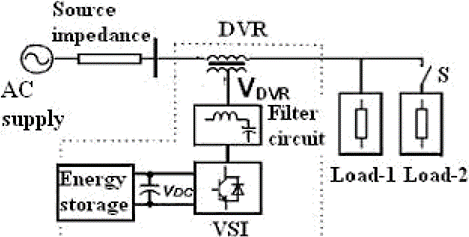 Source
impedance
DVR
AC
supply
VDVR
S
Filter
circuit
Load-1
Load-2
Energy
storage
VDC
VSI